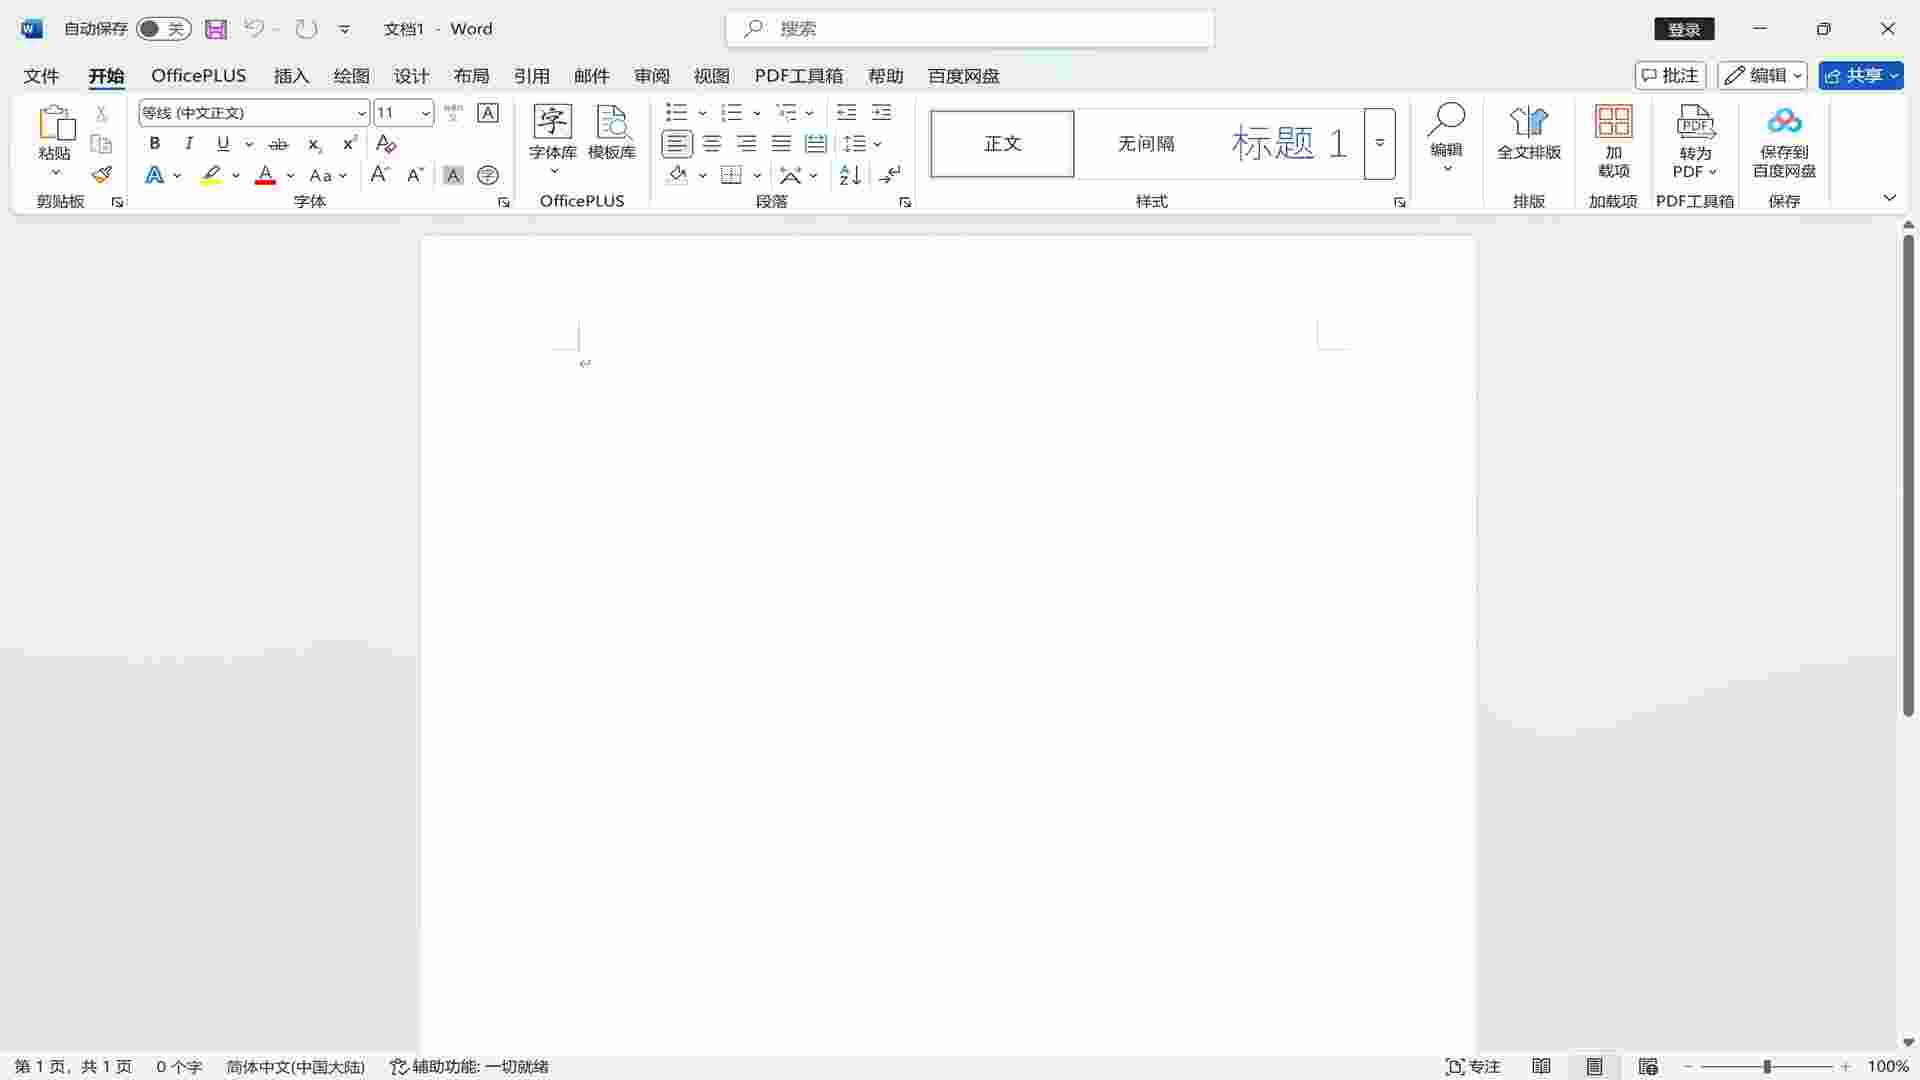 自动保存 关 文档1 - Word 搜索 登录
文件 开始 OfficePLUS 插入 绘图 设计 布局 引用 邮件 审阅 视图 PDF工具箱 帮助 百度网盘 批注 编辑 共享
等线 (中文正文) 11 A
粘贴 B I U ab x₂ x² A 字 字体库 模板库 正文 无间隔 标题 1 编辑 全文排版 加载项 PDF 转为 PDF 保存到 百度网盘
A A Aa A A A 字
剪贴板 字体 OfficePLUS 段落 样式 排版 加载项 PDF工具箱 保存
第 1 页，共 1 页 0 个字 简体中文(中国大陆) 辅助功能: 一切就绪 专注 100%